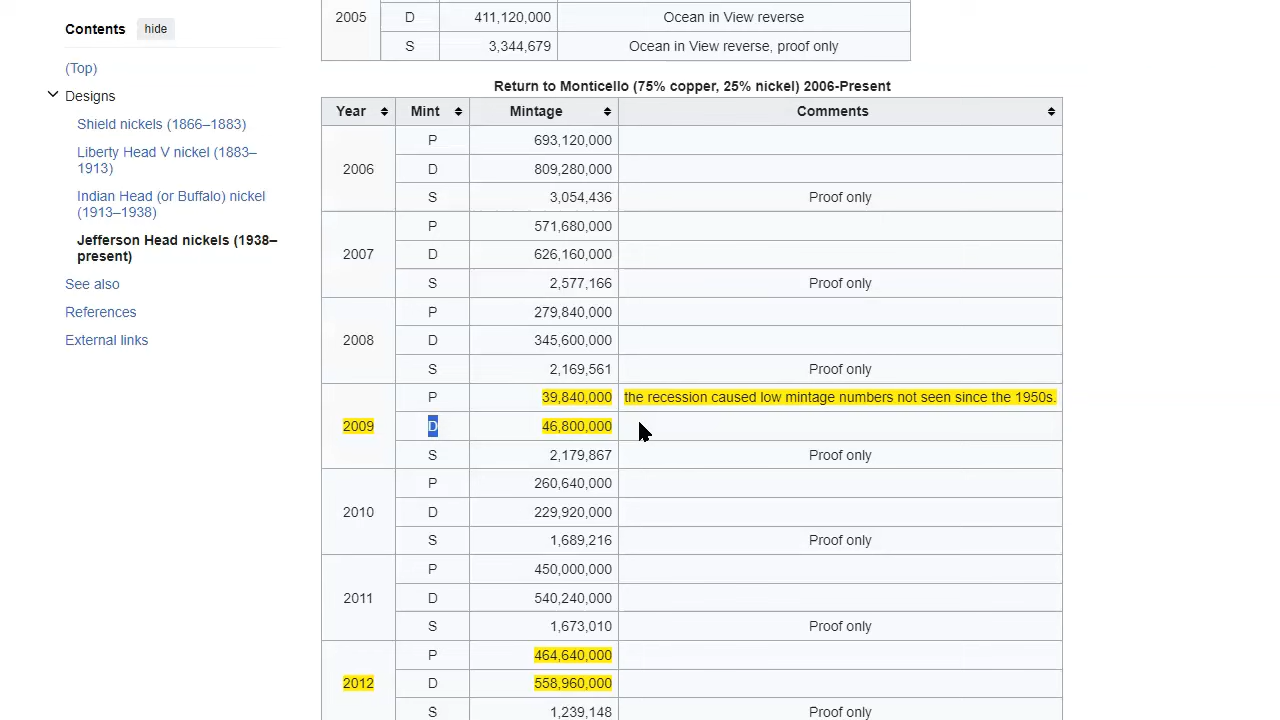 Contents hide
(Top)
Designs
Shield nickels (1866–1883)
Liberty Head V nickel (1883–
1913)
Indian Head (or Buffalo) nickel
(1913–1938)
Jefferson Head nickels (1938–
present)
See also
References
External links
2005 D 411,120,000 Ocean in View reverse
S 3,344,679 Ocean in View reverse, proof only
Return to Monticello (75% copper, 25% nickel) 2006-Present
Year Mint Mintage Comments
2006 P 693,120,000
D 809,280,000
S 3,054,436 Proof only
2007 P 571,680,000
D 626,160,000
S 2,577,166 Proof only
2008 P 279,840,000
D 345,600,000
S 2,169,561 Proof only
2009 P 39,840,000 the recession caused low mintage numbers not seen since the 1950s.
D 46,800,000
S 2,179,867 Proof only
2010 P 260,640,000
D 229,920,000
S 1,689,216 Proof only
2011 P 450,000,000
D 540,240,000
S 1,673,010 Proof only
2012 P 464,640,000
D 558,960,000
S 1,239,148 Proof only